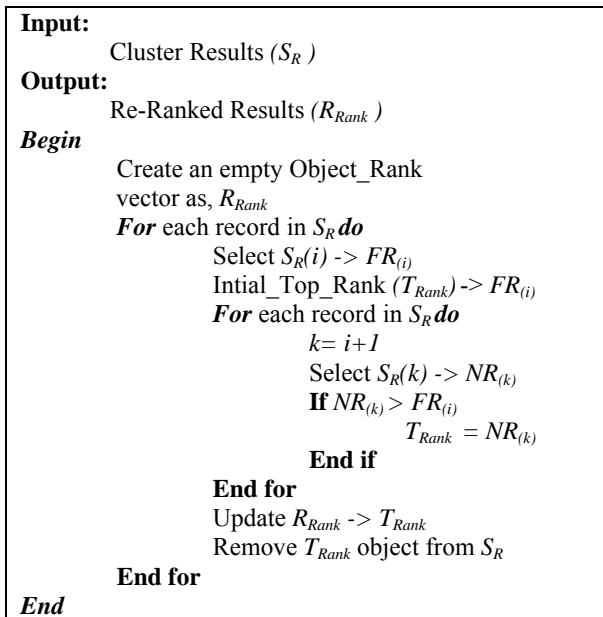 Input:
Cluster Results (S_R )
Output:
Re-Ranked Results (R_Rank )
Begin
Create an empty Object_Rank
vector as, R_Rank
For each record in S_R do
Select S_R(i) -> FR_(i)
Intial_Top_Rank (T_Rank) -> FR_(i)
For each record in S_R do
k= i+1
Select S_R(k) -> NR_(k)
If NR_(k) > FR_(i)
T_Rank = NR_(k)
End if
End for
Update R_Rank -> T_Rank
Remove T_Rank object from S_R
End for
End